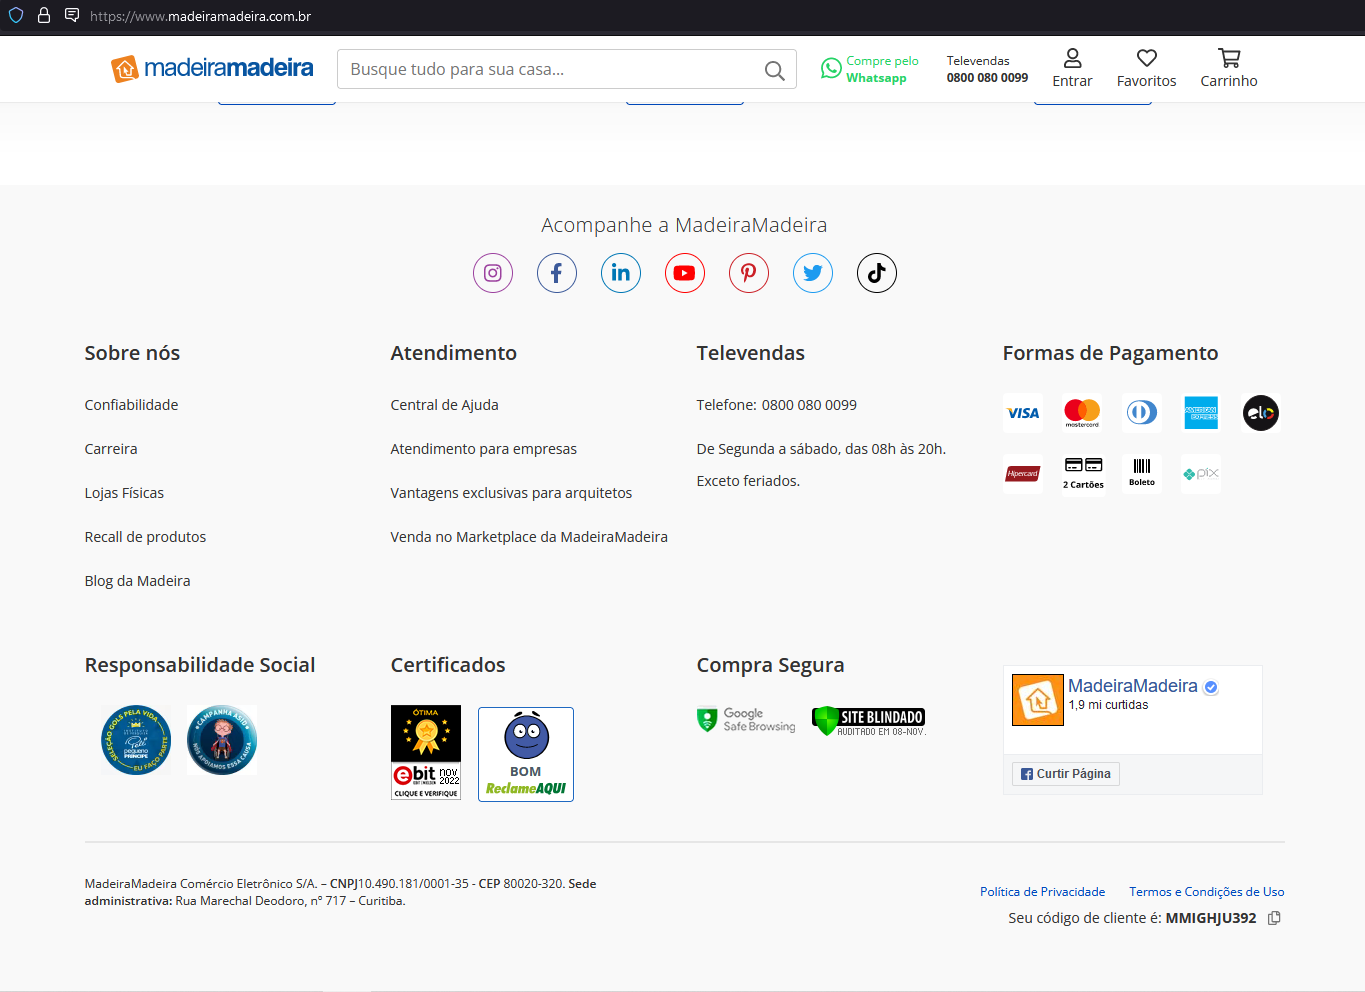 https://www.madeiramadeira.com.br
madeiramadeira
Busque tudo para sua casa...
Compre pelo
Whatsapp
Televendas
0800 080 0099
Entrar
Favoritos
Carrinho
Acompanhe a MadeiraMadeira
Sobre nós
Confiabilidade
Carreira
Lojas Físicas
Recall de produtos
Blog da Madeira
Atendimento
Central de Ajuda
Atendimento para empresas
Vantagens exclusivas para arquitetos
Venda no Marketplace da MadeiraMadeira
Televendas
Telefone: 0800 080 0099
De Segunda a sábado, das 08h às 20h.
Exceto feriados.
Formas de Pagamento
VISA
mastercard
AMERICAN EXPRESS
elo
Hipercard
2 Cartões
Boleto
pix
Responsabilidade Social
SELEÇÃO GOLS PELA VIDA
Pelé
pequeno
PRÍNCIPE
EU FAÇO PARTE
CAMPANHA ASID
NÓS APOIAMOS ESSA CAUSA
Certificados
ÓTIMA
ebit
nov
2022
CLIQUE E VERIFIQUE
BOM
ReclameAQUI
Compra Segura
Google
Safe Browsing
SITE BLINDADO
AUDITADO EM 08-NOV.
MadeiraMadeira
1,9 mi curtidas
Curtir Página
MadeiraMadeira Comércio Eletrônico S/A. – CNPJ10.490.181/0001-35 - CEP 80020-320. Sede
administrativa: Rua Marechal Deodoro, nº 717 – Curitiba.
Política de Privacidade
Termos e Condições de Uso
Seu código de cliente é: MMIGHJU392